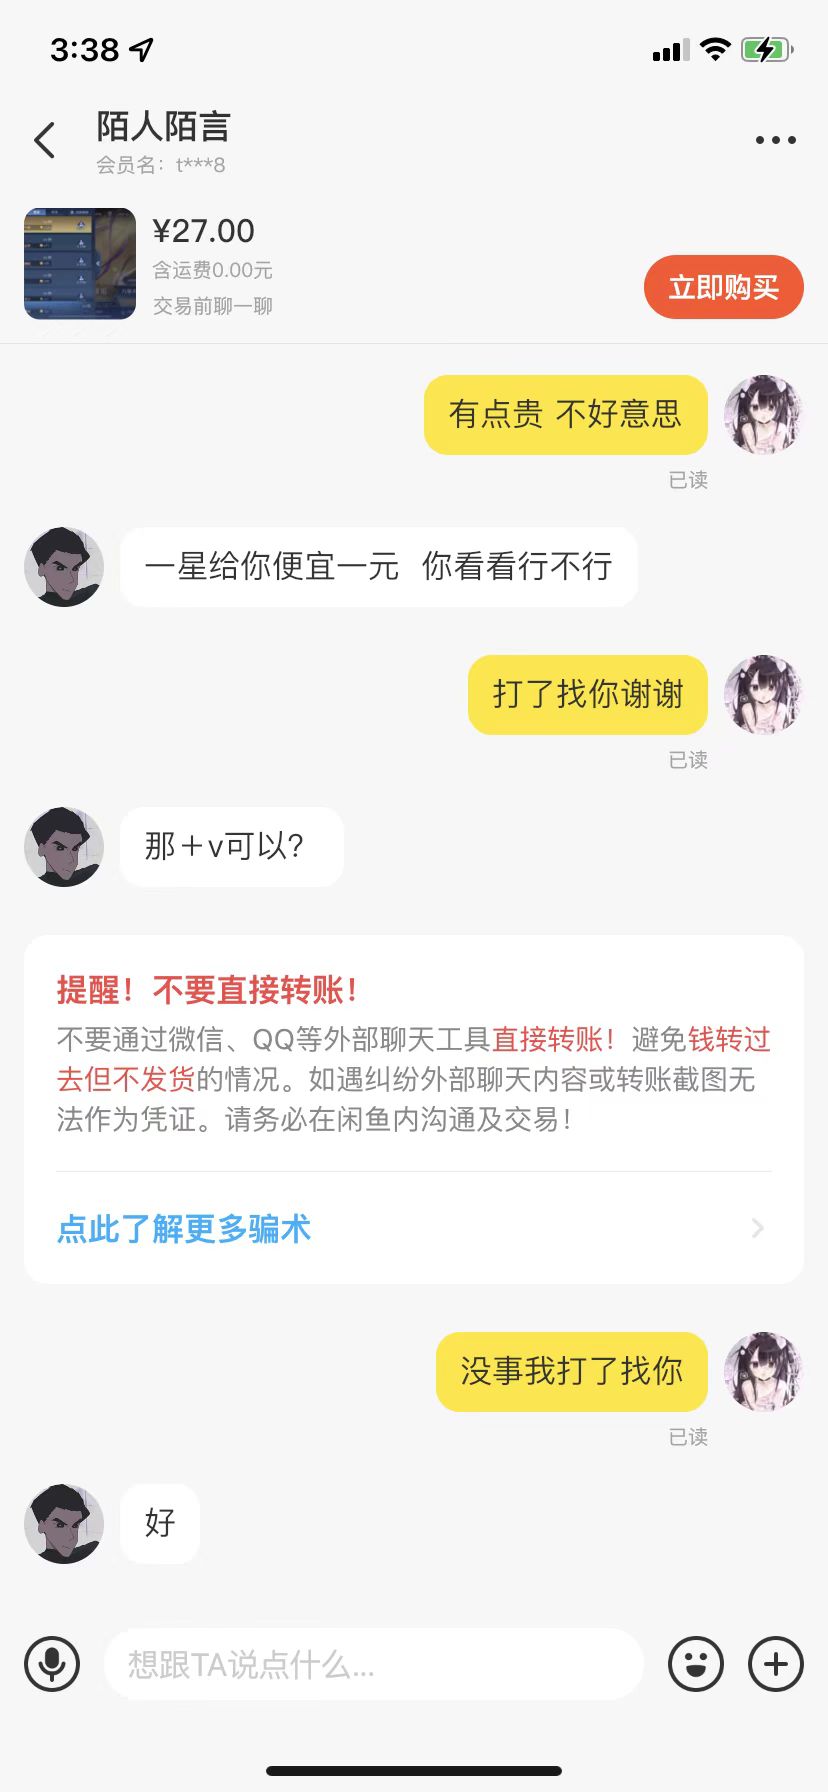 3:38
陌人陌言
会员名：t***8
¥27.00
含运费0.00元
交易前聊一聊
立即购买
有点贵 不好意思
已读
一星给你便宜一元  你看看行不行
打了找你谢谢
已读
那＋v可以？
提醒！不要直接转账！
不要通过微信、QQ等外部聊天工具直接转账！避免钱转过
去但不发货的情况。如遇纠纷外部聊天内容或转账截图无
法作为凭证。请务必在闲鱼内沟通及交易！
点此了解更多骗术
没事我打了找你
已读
好
想跟TA说点什么...